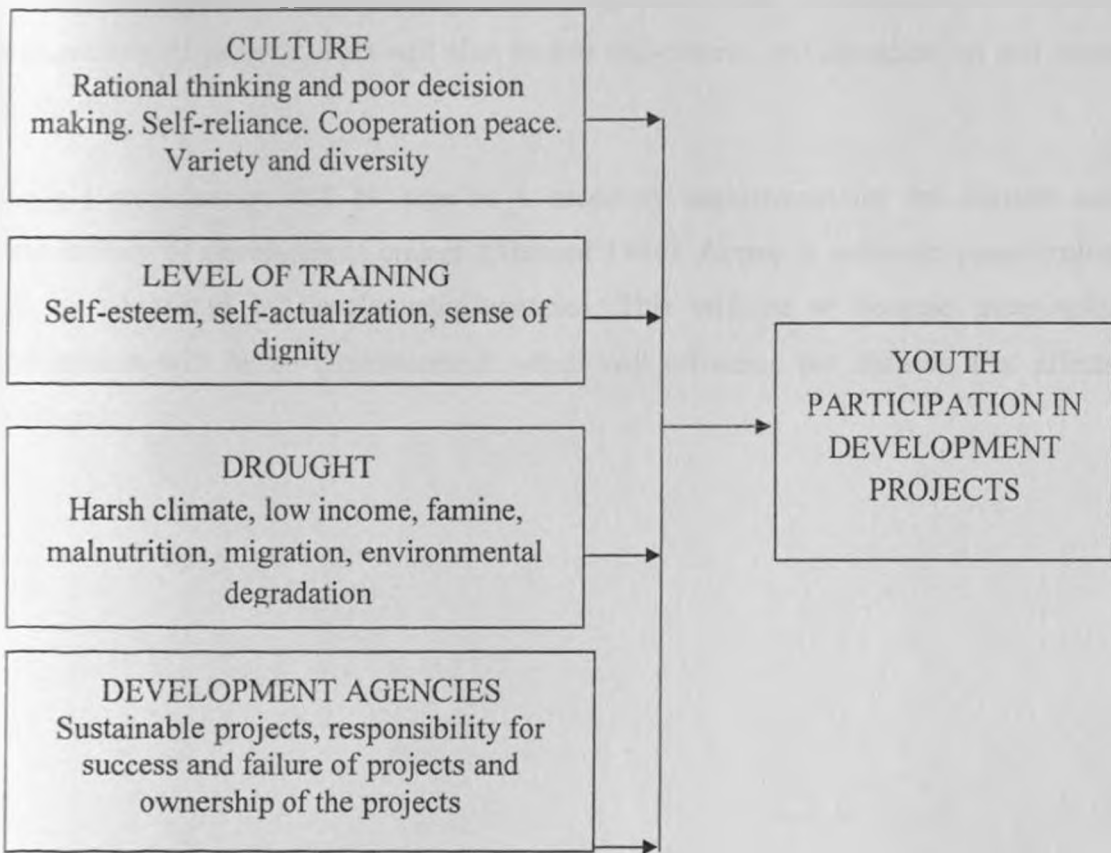 CULTURE
Rational thinking and poor decision
making. Self-reliance. Cooperation peace.
Variety and diversity
LEVEL OF TRAINING
Self-esteem, self-actualization, sense of
dignity
DROUGHT
Harsh climate, low income, famine,
malnutrition, migration, environmental
degradation
DEVELOPMENT AGENCIES
Sustainable projects, responsibility for
success and failure of projects and
ownership of the projects
YOUTH
PARTICIPATION IN
DEVELOPMENT
PROJECTS